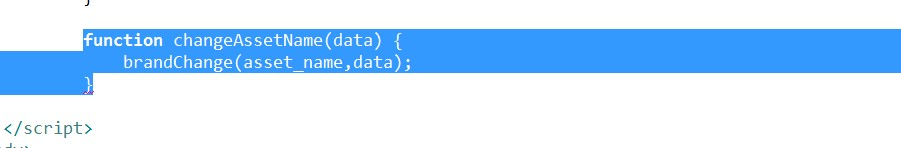 function changeAssetName(data) {
brandChange(asset_name,data);
}
</script>